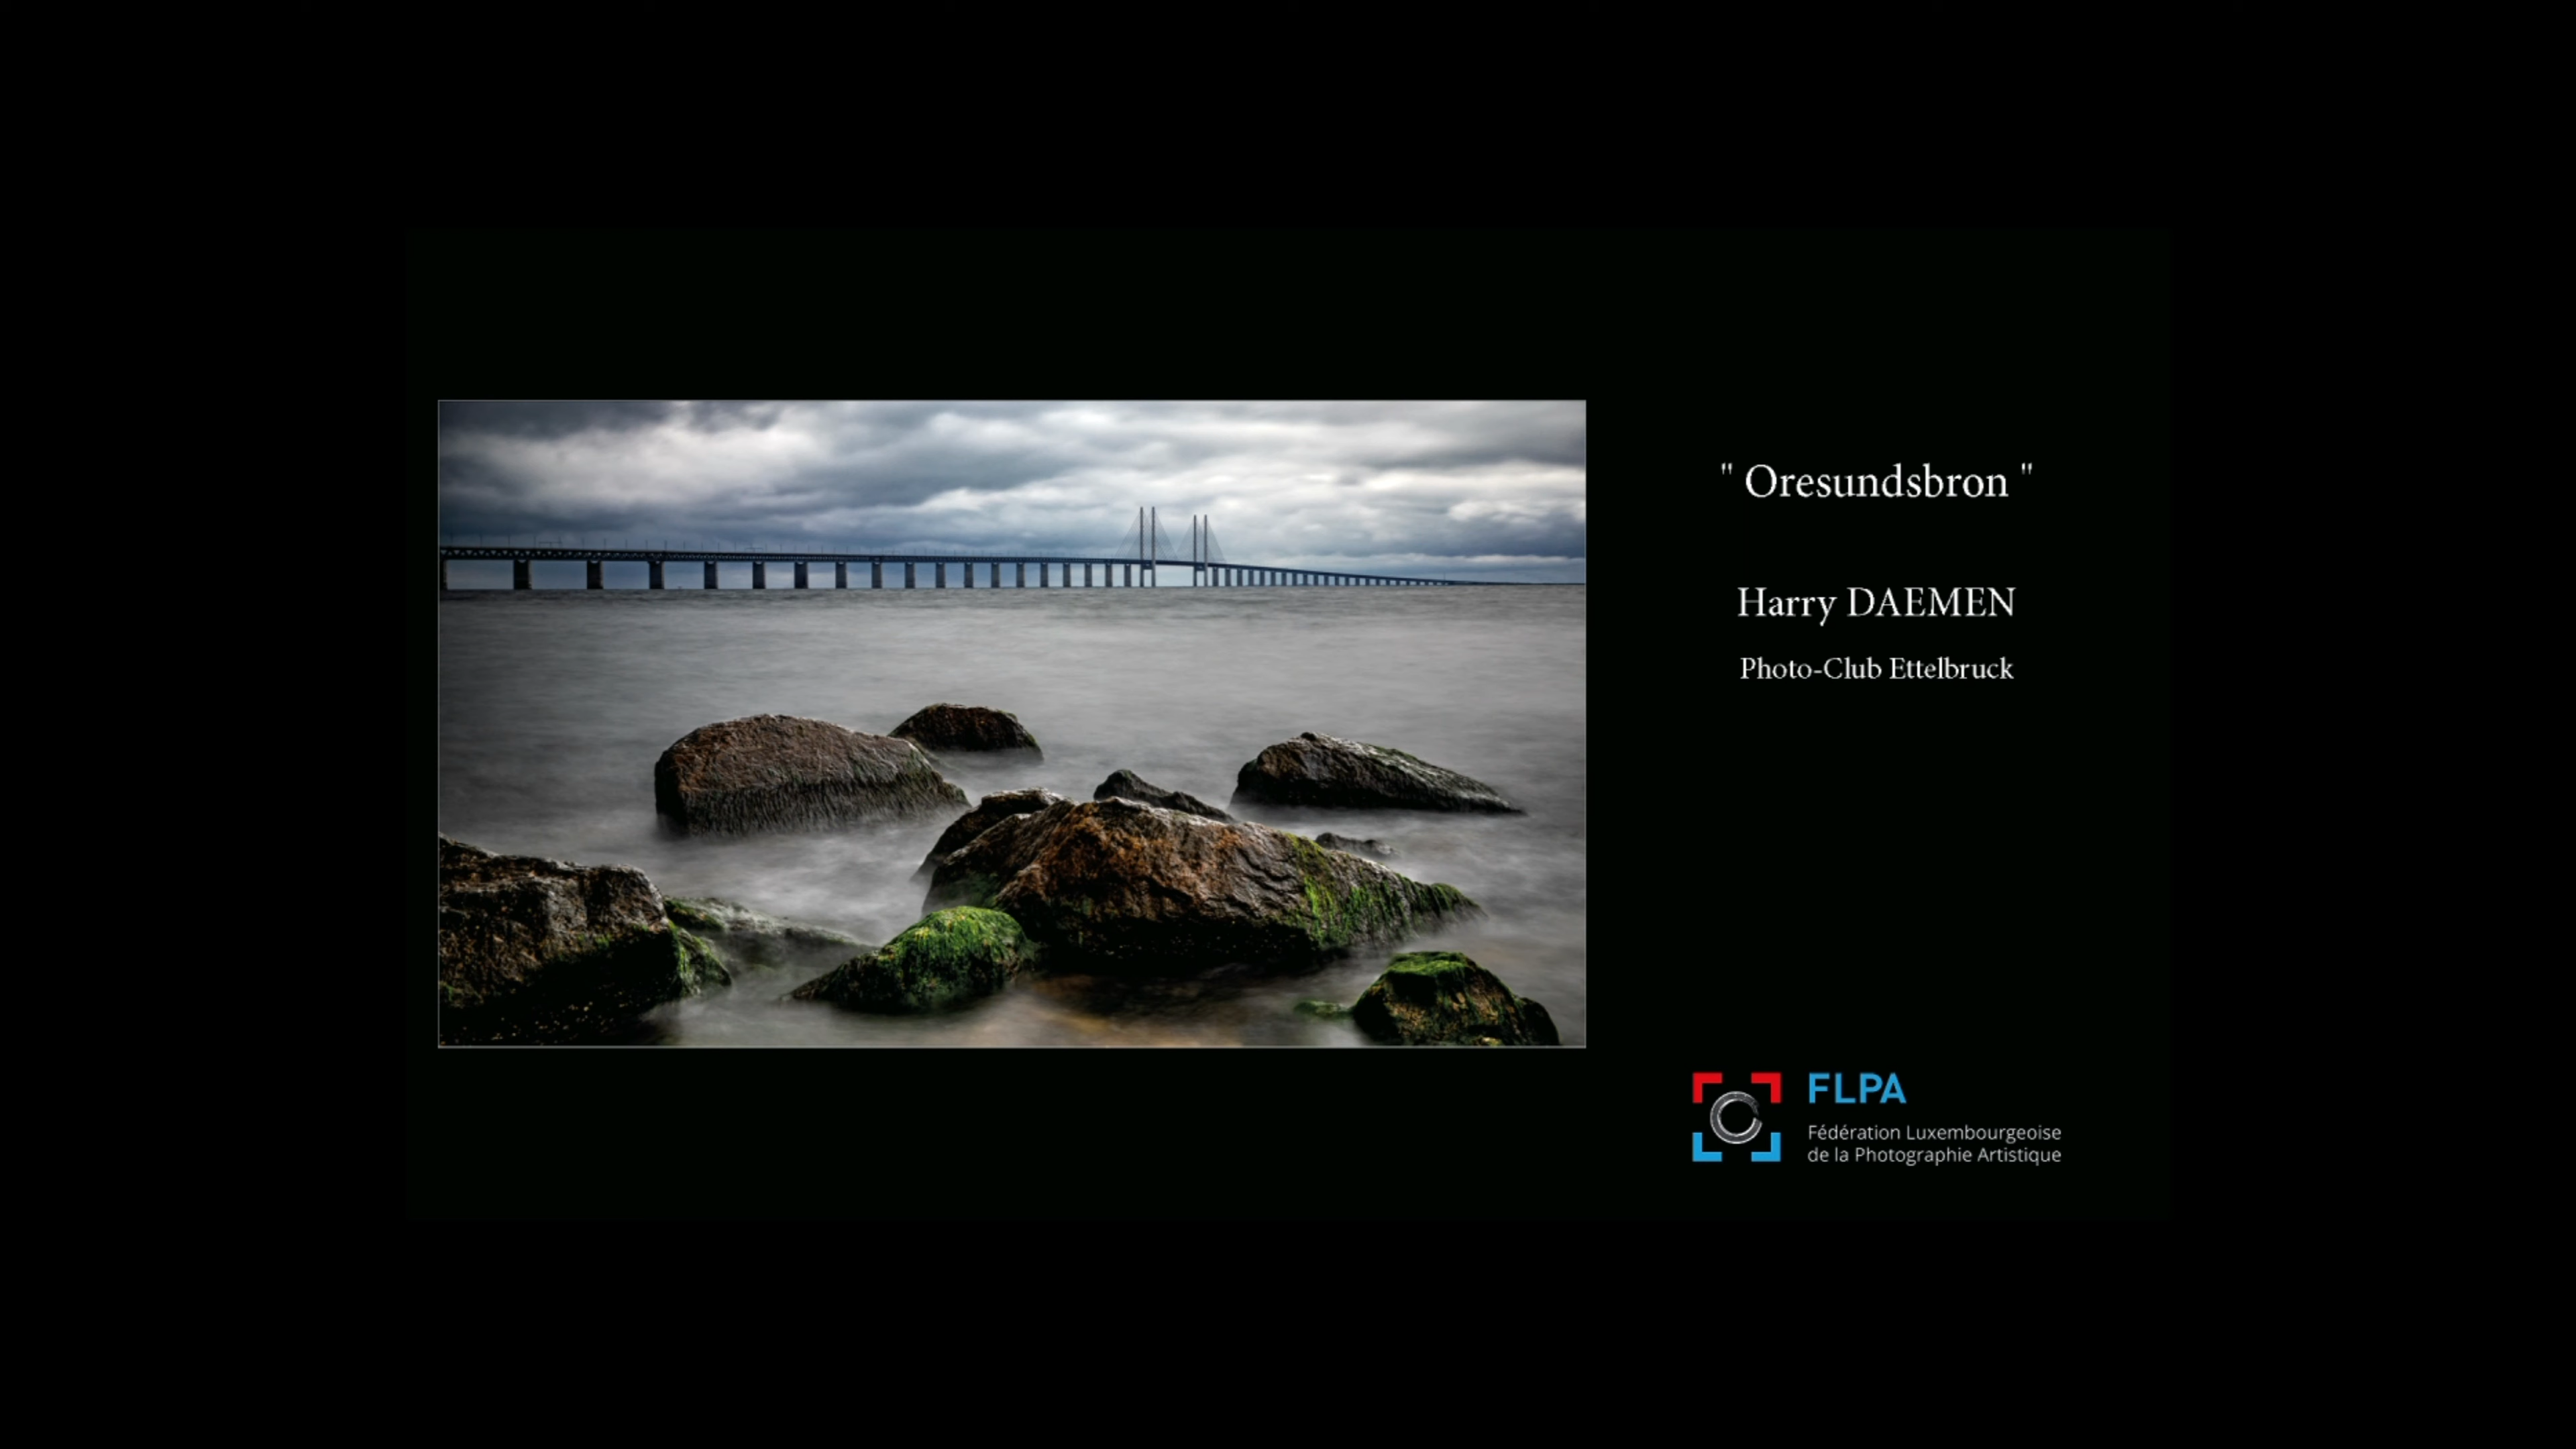 " Oresundsbron "
Harry DAEMEN
Photo-Club Ettelbruck
FLPA
Fédération Luxembourgeoise
de la Photographie Artistique